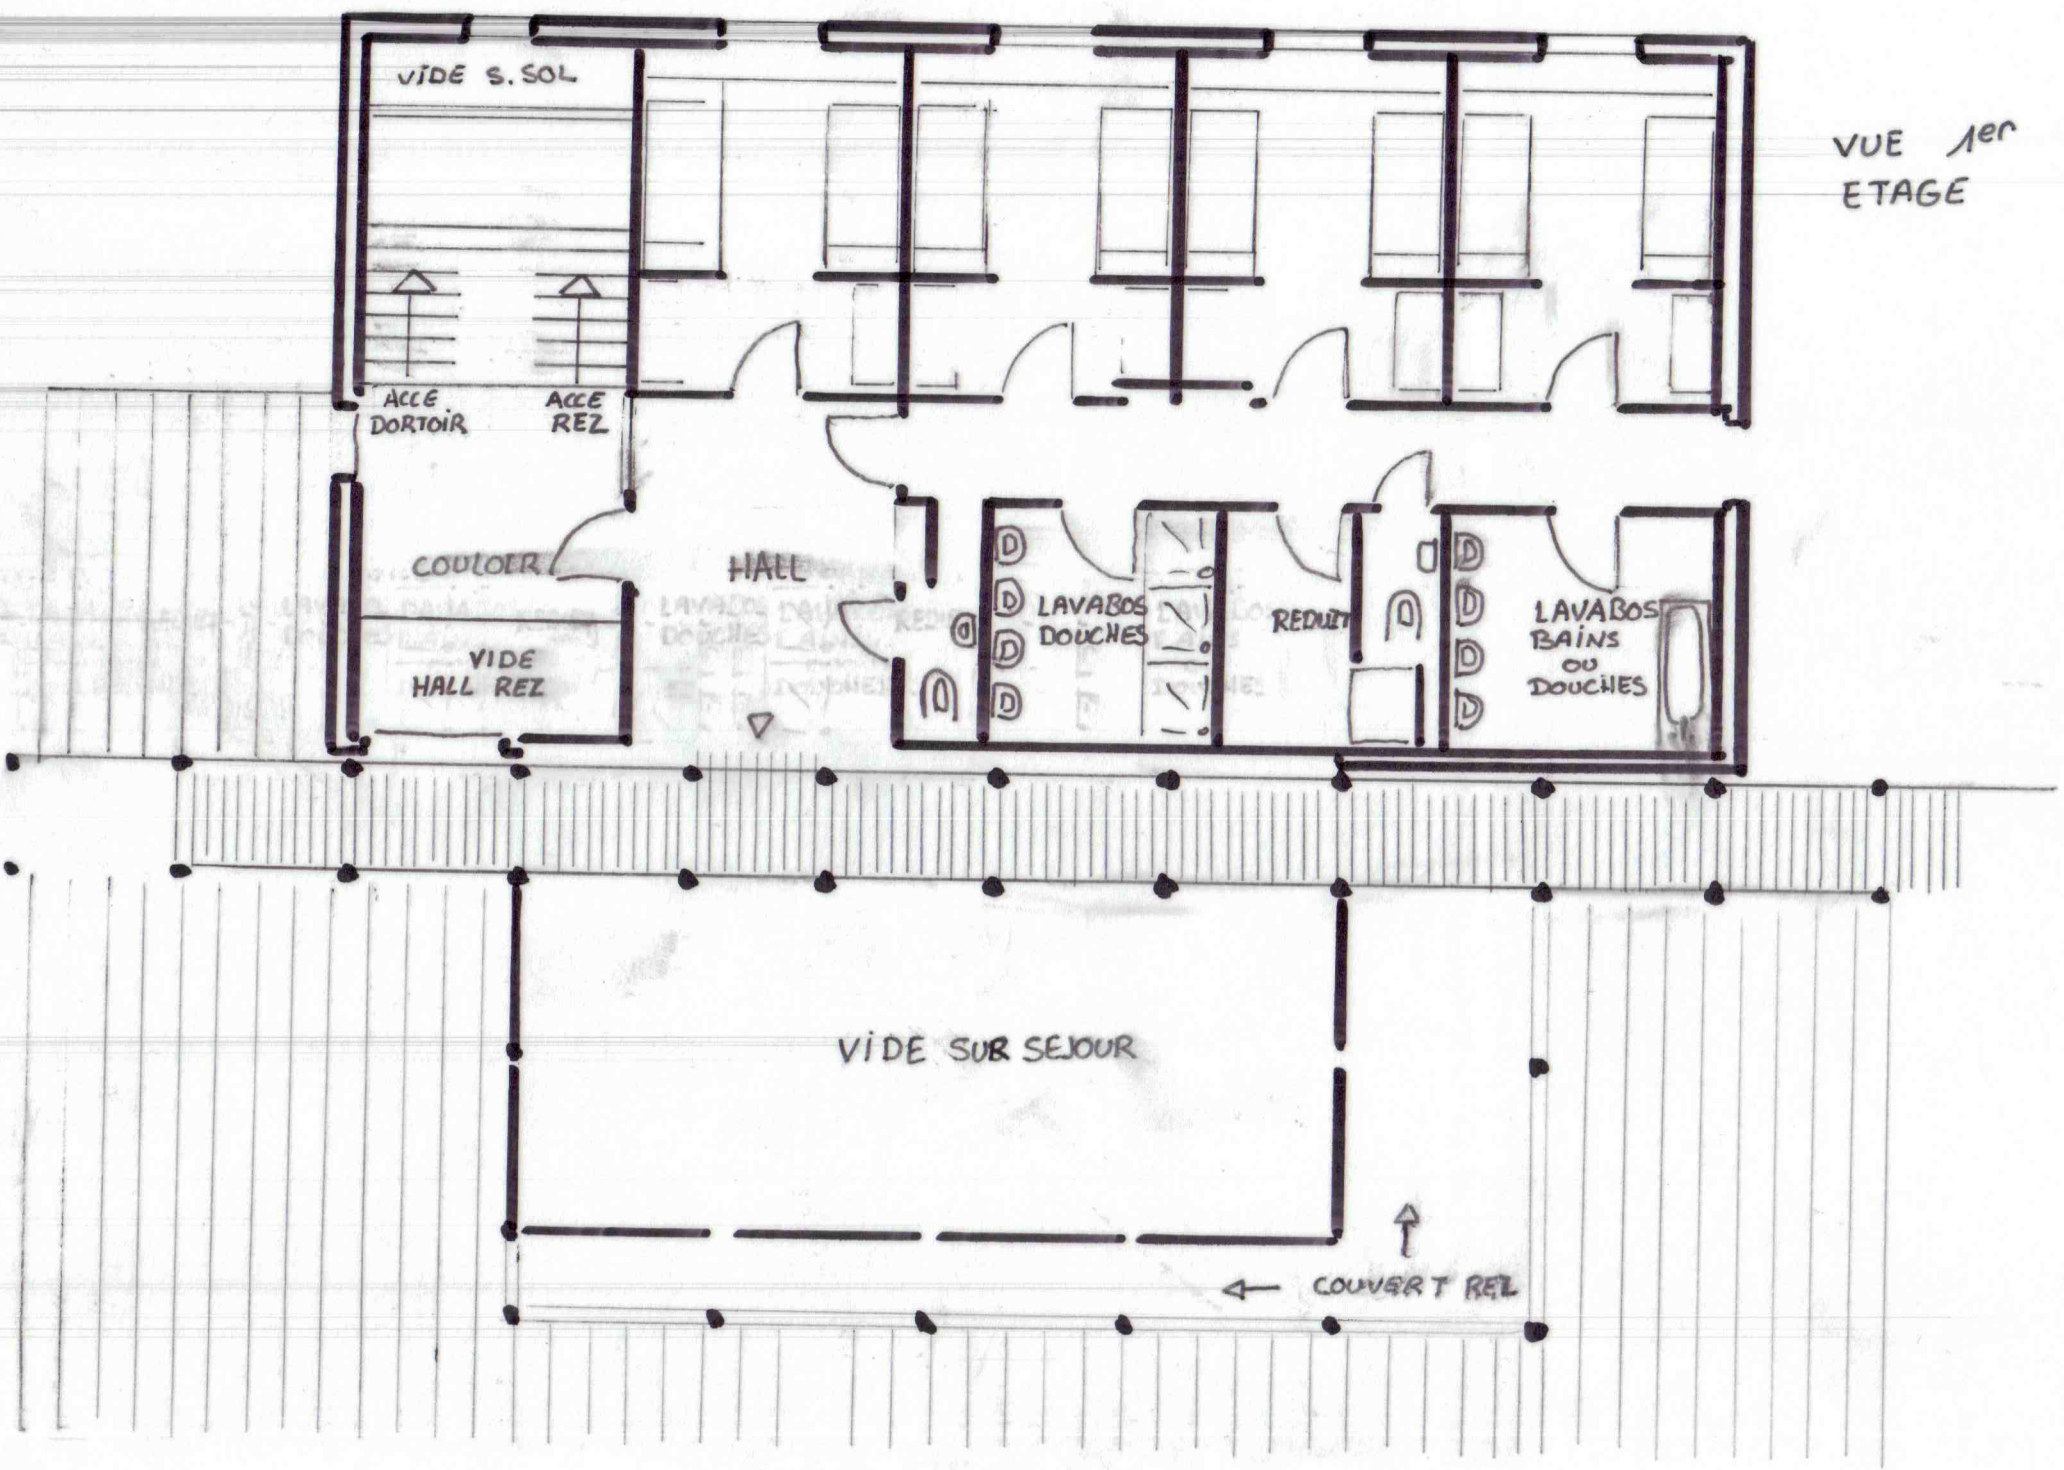 VIDE S. SOL
VUE 1er
ETAGE
ACCE
DORTOIR
ACCE
REZ
COULOIR
HALL
VIDE
HALL REZ
LAVABOS
DOUCHES
REDUIT
LAVABOS
BAINS
OU
DOUCHES
VIDE SUR SEJOUR
COUVERT REZ